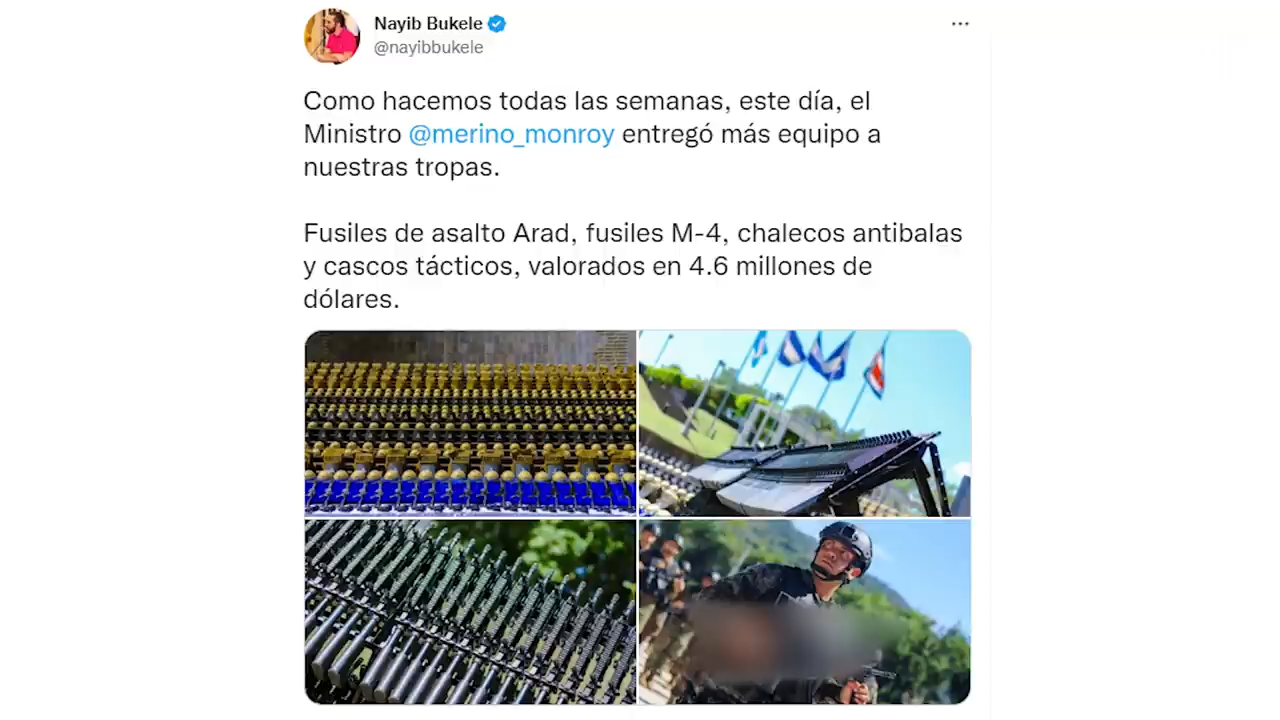 Nayib Bukele
@nayibbukele
Como hacemos todas las semanas, este día, el
Ministro @merino_monroy entregó más equipo a
nuestras tropas.
Fusiles de asalto Arad, fusiles M-4, chalecos antibalas
y cascos tácticos, valorados en 4.6 millones de
dólares.